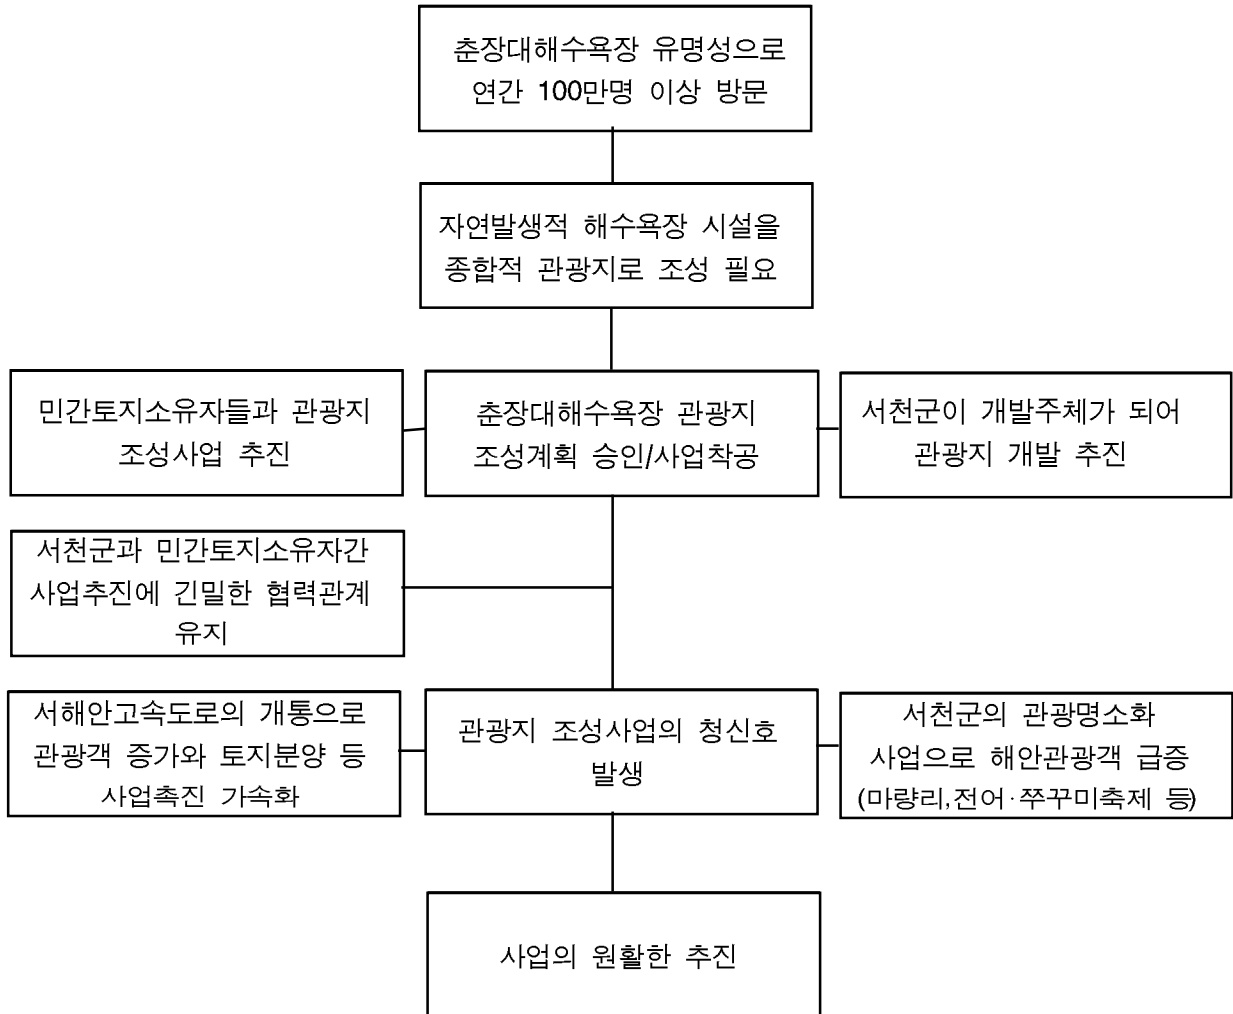 춘장대해수욕장 유명성으로
연간 100만명 이상 방문
자연발생적 해수욕장 시설을
종합적 관광지로 조성 필요
민간토지소유자들과 관광지
조성사업 추진
춘장대해수욕장 관광지
조성계획 승인/사업착공
서천군이 개발주체가 되어
관광지 개발 추진
서천군과 민간토지소유자간
사업추진에 긴밀한 협력관계
유지
서해안고속도로의 개통으로
관광객 증가와 토지분양 등
사업촉진 가속화
관광지 조성사업의 청신호
발생
서천군의 관광명소화
사업으로 해안관광객 급증
(마량리,전어·쭈꾸미축제 등)
사업의 원활한 추진